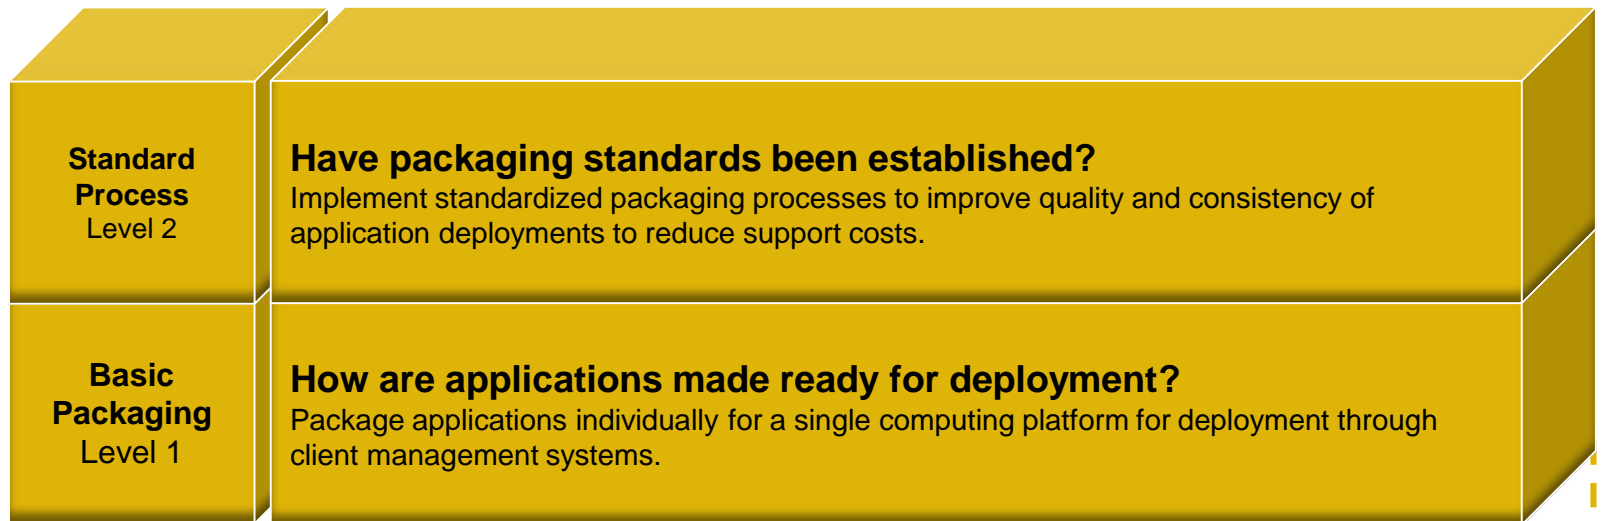 Standard
Process
Level 2
Have packaging standards been established?
Implement standardized packaging processes to improve quality and consistency of
application deployments to reduce support costs.
Basic
Packaging
Level 1
How are applications made ready for deployment?
Package applications individually for a single computing platform for deployment through
client management systems.